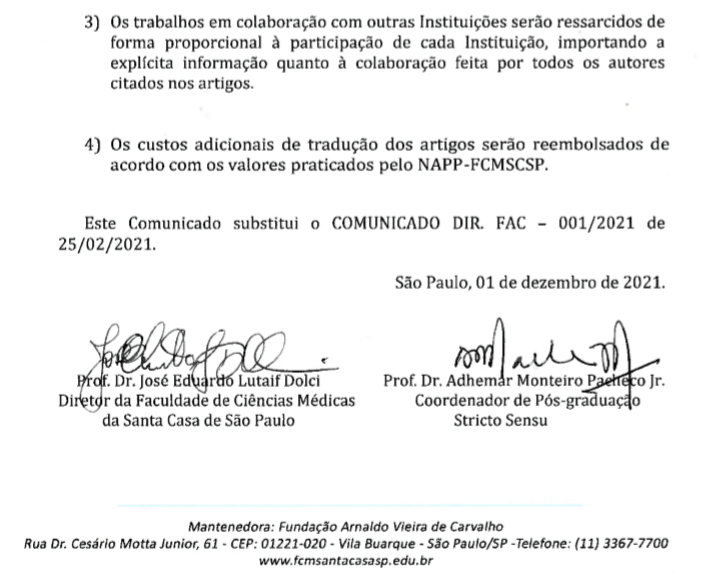 3) Os trabalhos em colaboração com outras Instituições serão ressarcidos de
forma proporcional à participação de cada Instituição, importando a
explícita informação quanto à colaboração feita por todos os autores
citados nos artigos.
4) Os custos adicionais de tradução dos artigos serão reembolsados de
acordo com os valores praticados pelo NAPP-FCMSCSP.
Este Comunicado substitui o COMUNICADO DIR. FAC – 001/2021 de
25/02/2021.
São Paulo, 01 de dezembro de 2021.
Prof. Dr. José Eduardo Lutaif Dolci
Diretor da Faculdade de Ciências Médicas
da Santa Casa de São Paulo
Prof. Dr. Adhemar Monteiro Pacheco Jr.
Coordenador de Pós-graduação
Stricto Sensu
Mantenedora: Fundação Arnaldo Vieira de Carvalho
Rua Dr. Cesário Motta Junior, 61 - CEP: 01221-020 - Vila Buarque - São Paulo/SP -Telefone: (11) 3367-7700
www.fcmsantacasasp.edu.br